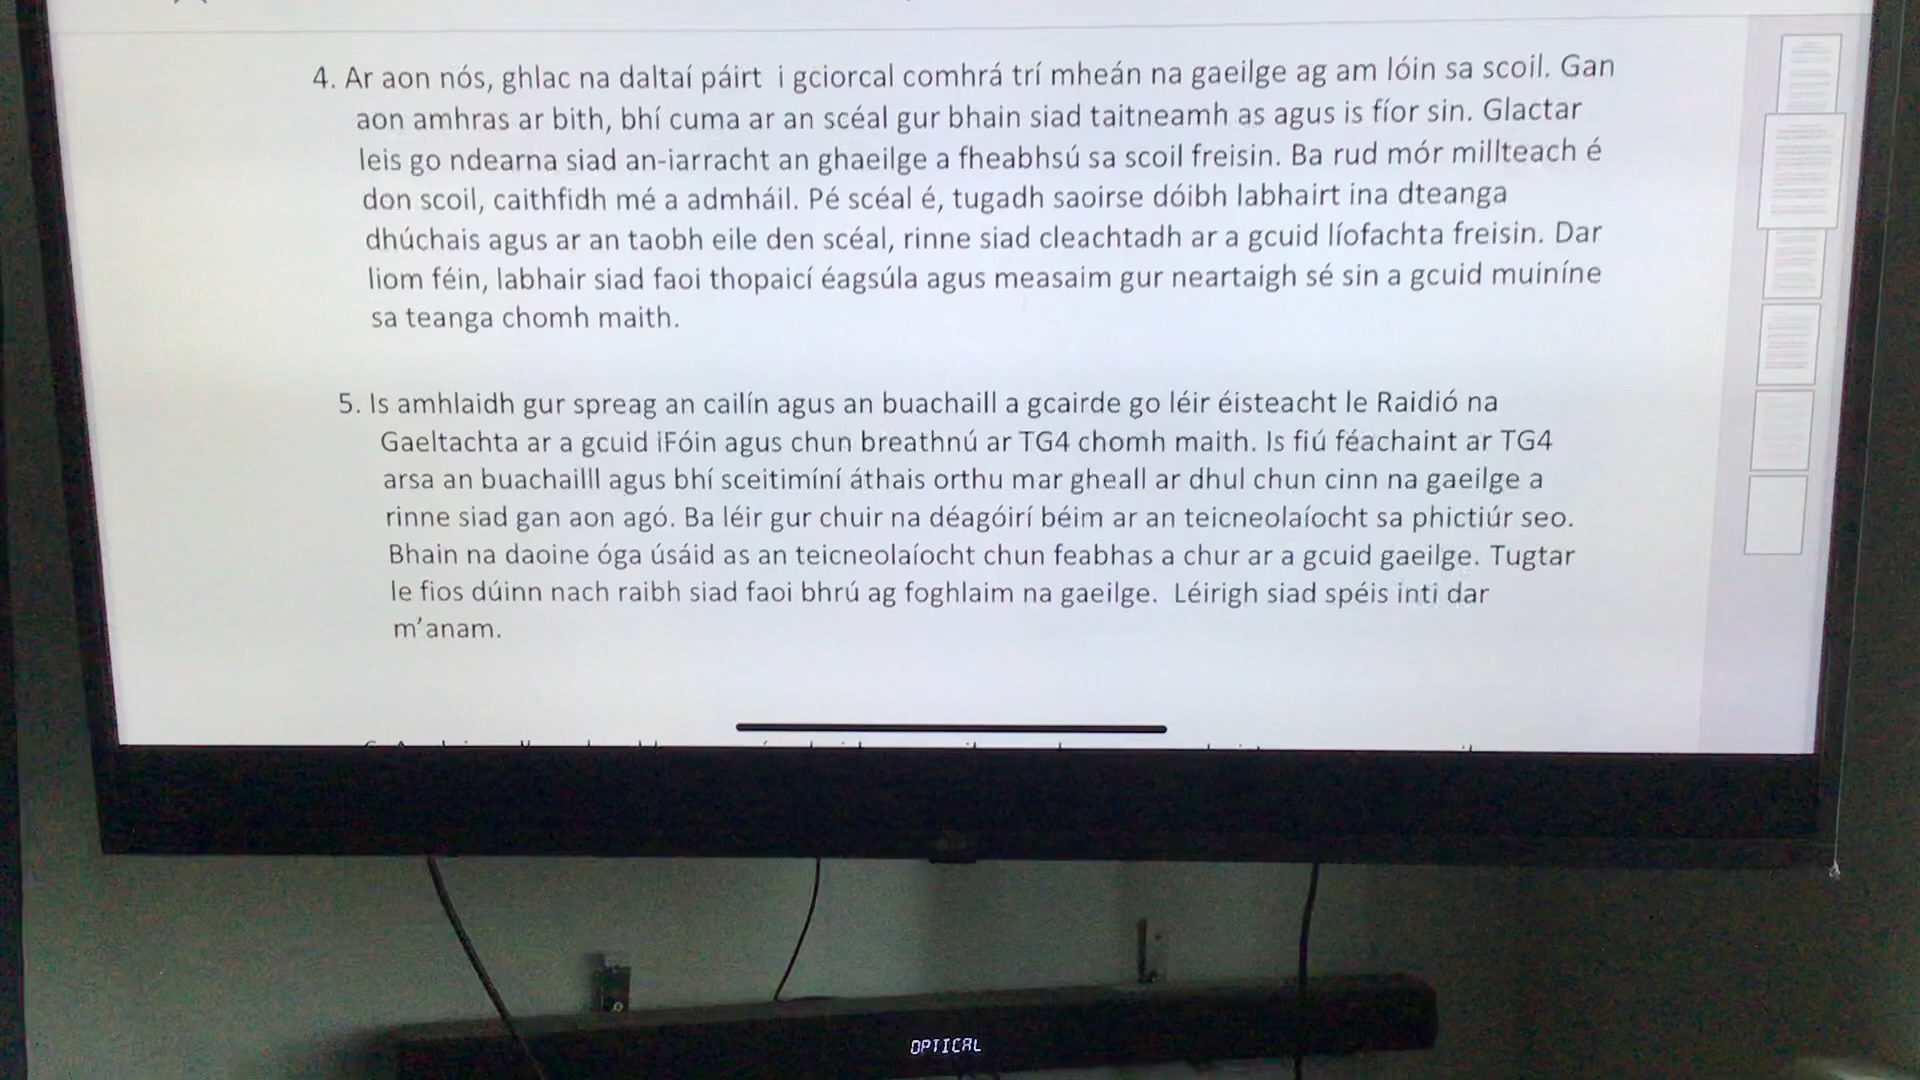 4. Ar aon nós, ghlac na daltaí páirt i gciorcal comhrá trí mheán na gaeilge ag am lóin sa scoil. Gan
aon amhras ar bith, bhí cuma ar an scéal gur bhain siad taitneamh as agus is fíor sin. Glactar
leis go ndearna siad an-iarracht an ghaeilge a fheabhsú sa scoil freisin. Ba rud mór millteach é
don scoil, caithfidh mé a admháil. Pé scéal é, tugadh saoirse dóibh labhairt ina dteanga
dhúchais agus ar an taobh eile den scéal, rinne siad cleachtadh ar a gcuid líofachta freisin. Dar
liom féin, labhair siad faoi thopaicí éagsúla agus measaim gur neartaigh sé sin a gcuid muiníne
sa teanga chomh maith.
5. Is amhlaidh gur spreag an cailín agus an buachaill a gcairde go léir éisteacht le Raidió na
Gaeltachta ar a gcuid iFóin agus chun breathnú ar TG4 chomh maith. Is fiú féachaint ar TG4
arsa an buachailll agus bhí sceitimíní áthais orthu mar gheall ar dhul chun cinn na gaeilge a
rinne siad gan aon agó. Ba léir gur chuir na déagóirí béim ar an teicneolaíocht sa phictiúr seo.
Bhain na daoine óga úsáid as an teicneolaíocht chun feabhas a chur ar a gcuid gaeilge. Tugtar
le fios dúinn nach raibh siad faoi bhrú ag foghlaim na gaeilge. Léirigh siad spéis inti dar
m'anam.
OPTICAL